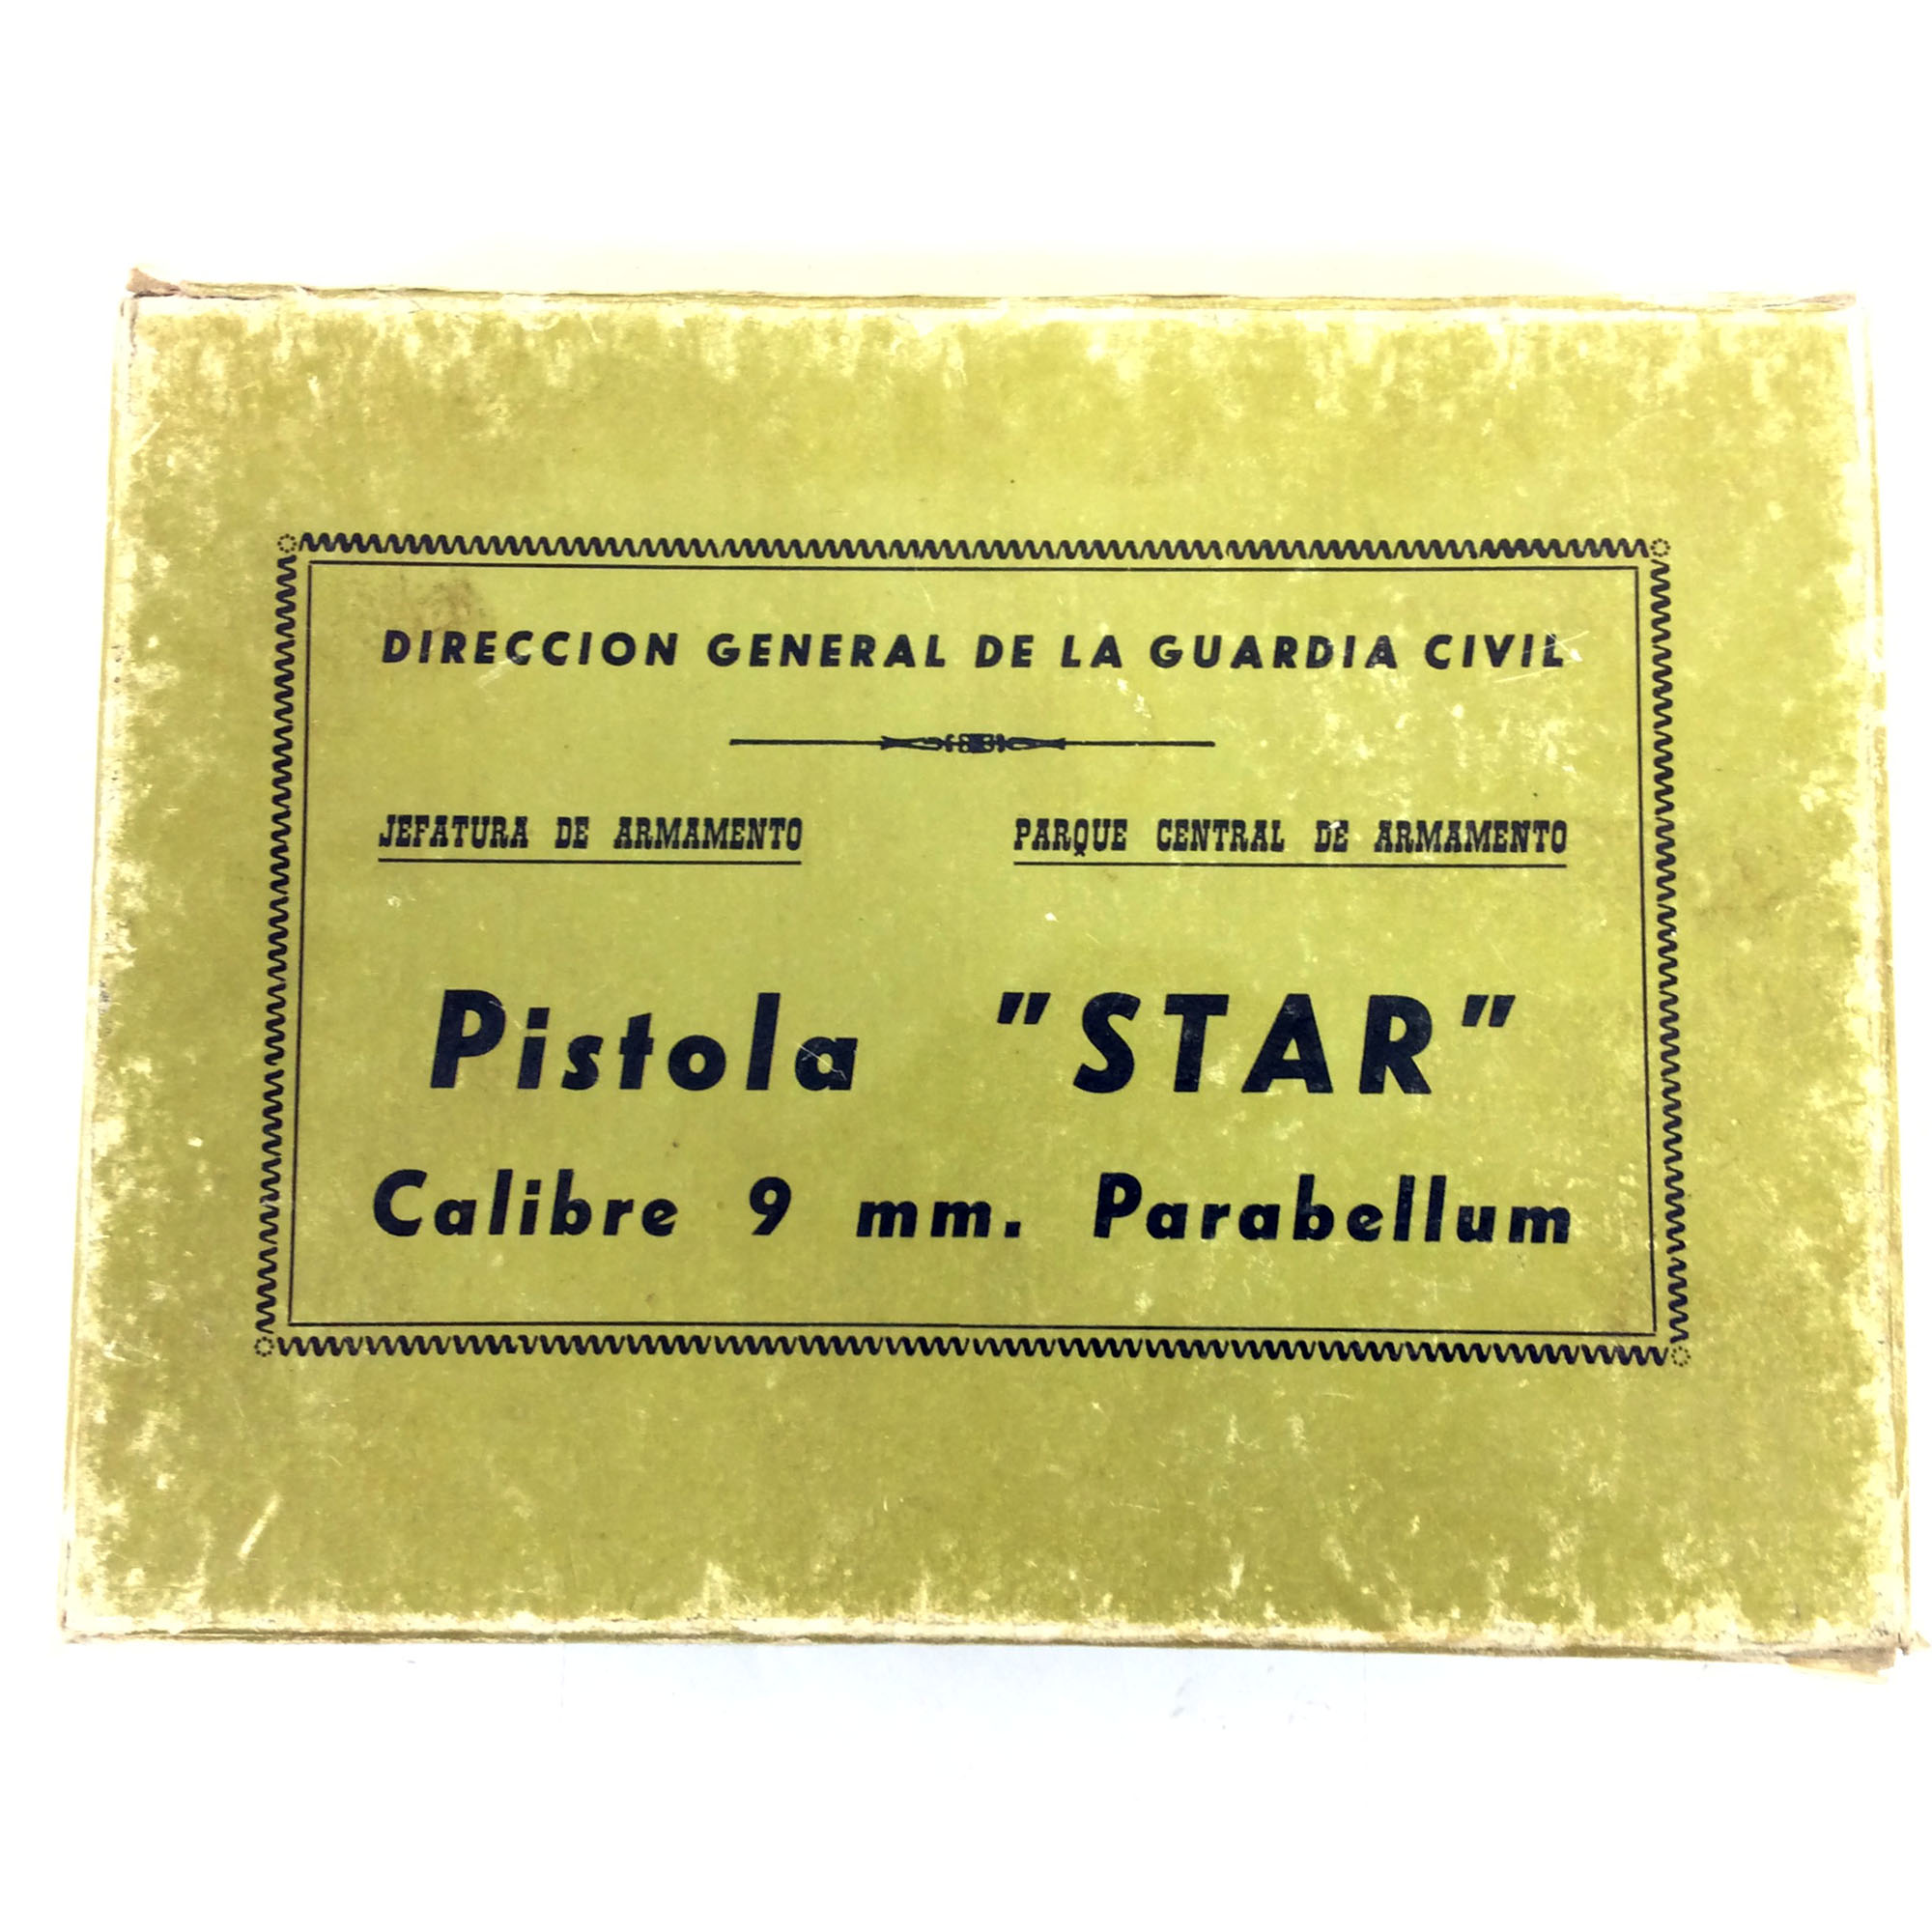 DIRECCION GENERAL DE LA GUARDIA CIVIL
JEFATURA DE ARMAMENTO PARQUE CENTRAL DE ARMAMENTO
Pistola "STAR"
Calibre 9 mm. Parabellum